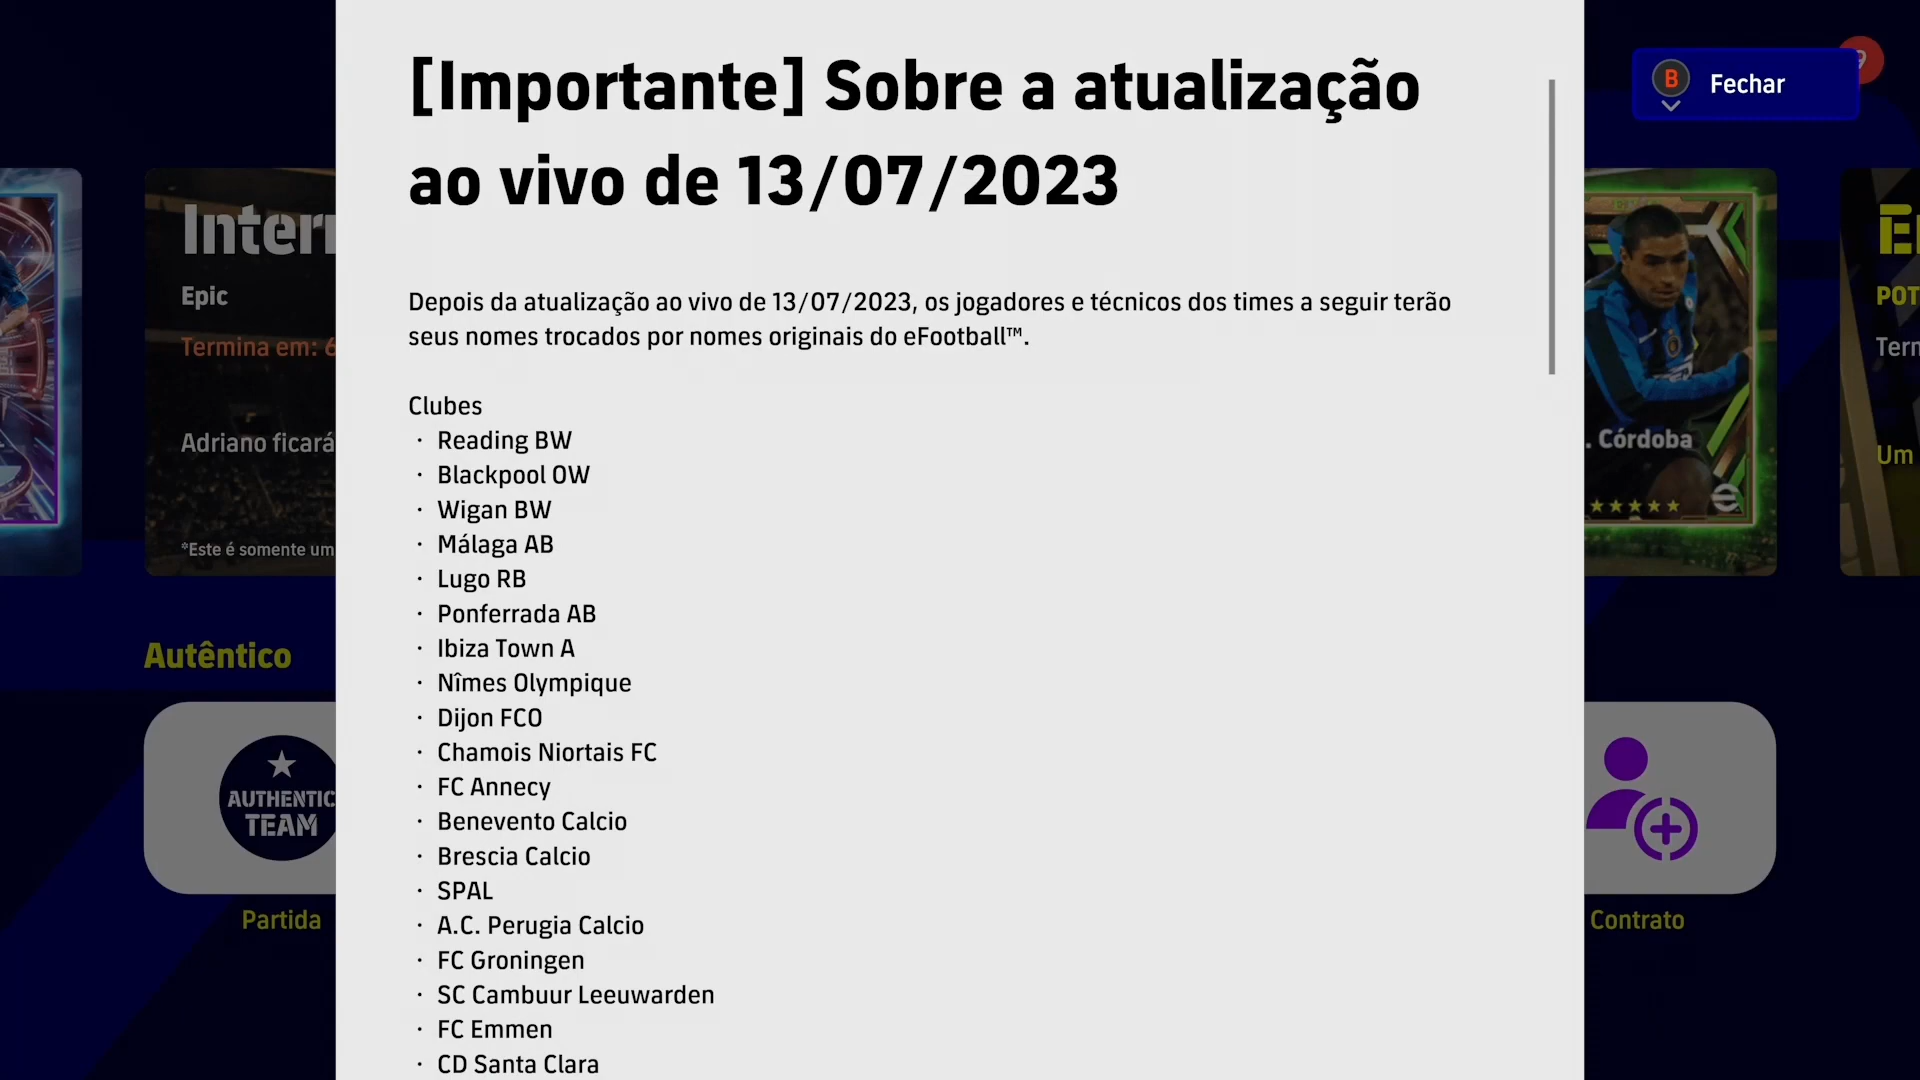 [Importante] Sobre a atualização
ao vivo de 13/07/2023
B
Fechar
Depois da atualização ao vivo de 13/07/2023, os jogadores e técnicos dos times a seguir terão
seus nomes trocados por nomes originais do eFootball™.
Clubes
· Reading BW
· Blackpool OW
· Wigan BW
· Málaga AB
· Lugo RB
· Ponferrada AB
· Ibiza Town A
· Nîmes Olympique
· Dijon FCO
· Chamois Niortais FC
· FC Annecy
· Benevento Calcio
· Brescia Calcio
· SPAL
· A.C. Perugia Calcio
· FC Groningen
· SC Cambuur Leeuwarden
· FC Emmen
· CD Santa Clara
Epic
Termina em: 6
Adriano ficará
*Este é somente um
. Córdoba
Um
Autêntico
AUTHENTIC
TEAM
Partida
Contrato